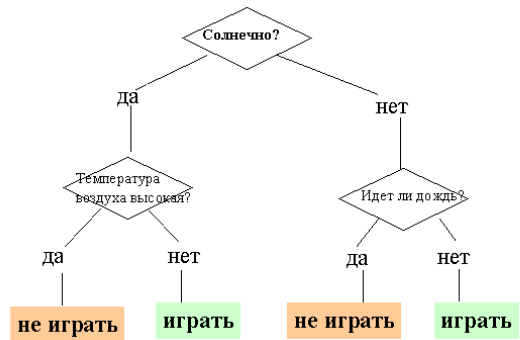 Солнечно?
да
нет
Температура
воздуха высокая?
Идет ли дождь?
да
нет
да
нет
не играть
играть
не играть
играть